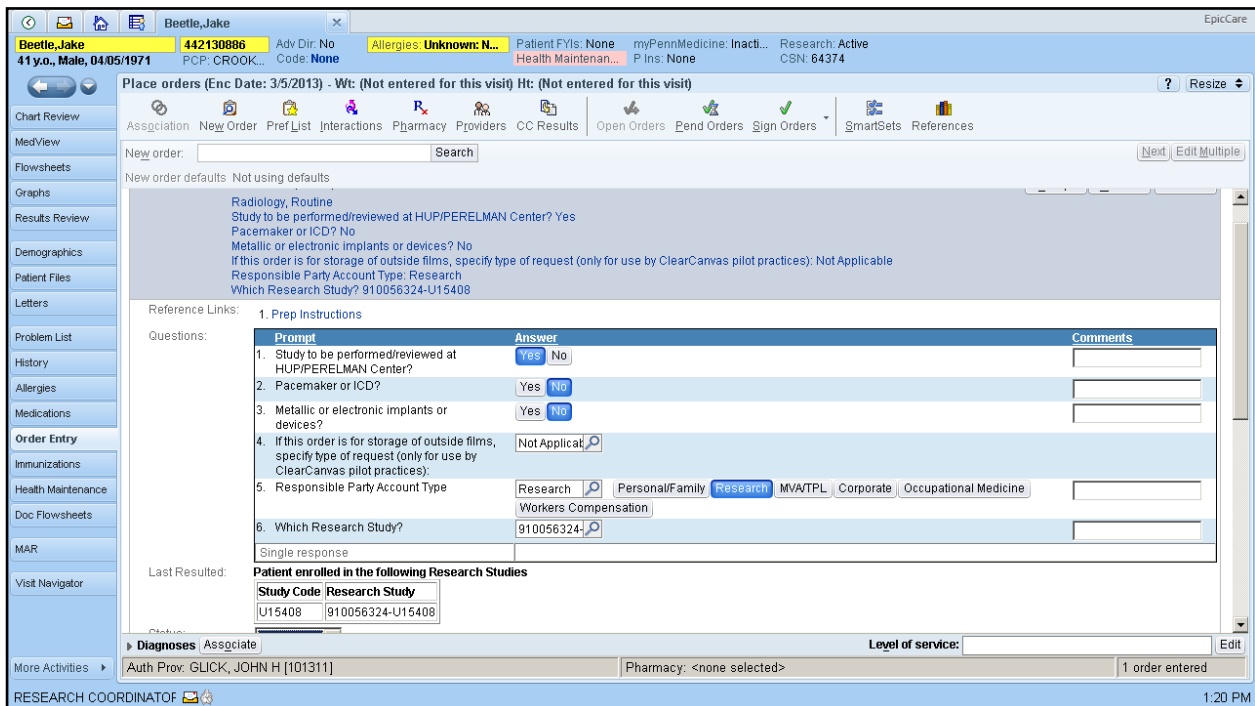 Beetle,Jake
EpicCare
Beetle,Jake 442130886 Adv Dir: No Allergies: Unknown: N... Patient FYIs: None myPennMedicine: Inacti... Research: Active
41 y.o., Male, 04/05/1971 PCP: CROOK... Code: None Health Maintenan... P Ins: None CSN: 64374
Place orders (Enc Date: 3/5/2013) - Wt: (Not entered for this visit) Ht: (Not entered for this visit) ? Resize
Association New Order Pref List Interactions Pharmacy Providers CC Results Open Orders Pend Orders Sign Orders SmartSets References
New order: Search Next Edit Multiple
New order defaults Not using defaults
Chart Review
MedView
Flowsheets
Graphs
Results Review
Demographics
Patient Files
Letters
Problem List
History
Allergies
Medications
Order Entry
Immunizations
Health Maintenance
Doc Flowsheets
MAR
Visit Navigator
More Activities
Radiology, Routine
Study to be performed/reviewed at HUP/PERELMAN Center? Yes
Pacemaker or ICD? No
Metallic or electronic implants or devices? No
If this order is for storage of outside films, specify type of request (only for use by ClearCanvas pilot practices): Not Applicable
Responsible Party Account Type: Research
Which Research Study? 910056324-U15408
Reference Links: 1. Prep Instructions
Questions: Prompt Answer Comments
1. Study to be performed/reviewed at Yes No
HUP/PERELMAN Center?
2. Pacemaker or ICD? Yes No
3. Metallic or electronic implants or Yes No
devices?
4. If this order is for storage of outside films, Not Applicat
specify type of request (only for use by
ClearCanvas pilot practices):
5. Responsible Party Account Type Research Personal/Family Research MVA/TPL Corporate Occupational Medicine
Workers Compensation
6. Which Research Study? 910056324-
Single response
Last Resulted: Patient enrolled in the following Research Studies
Study Code Research Study
U15408 910056324-U15408
Diagnoses Associate Level of service: Edit
Auth Prov: GLICK, JOHN H [101311] Pharmacy: <none selected> 1 order entered
RESEARCH COORDINATOR 1:20 PM